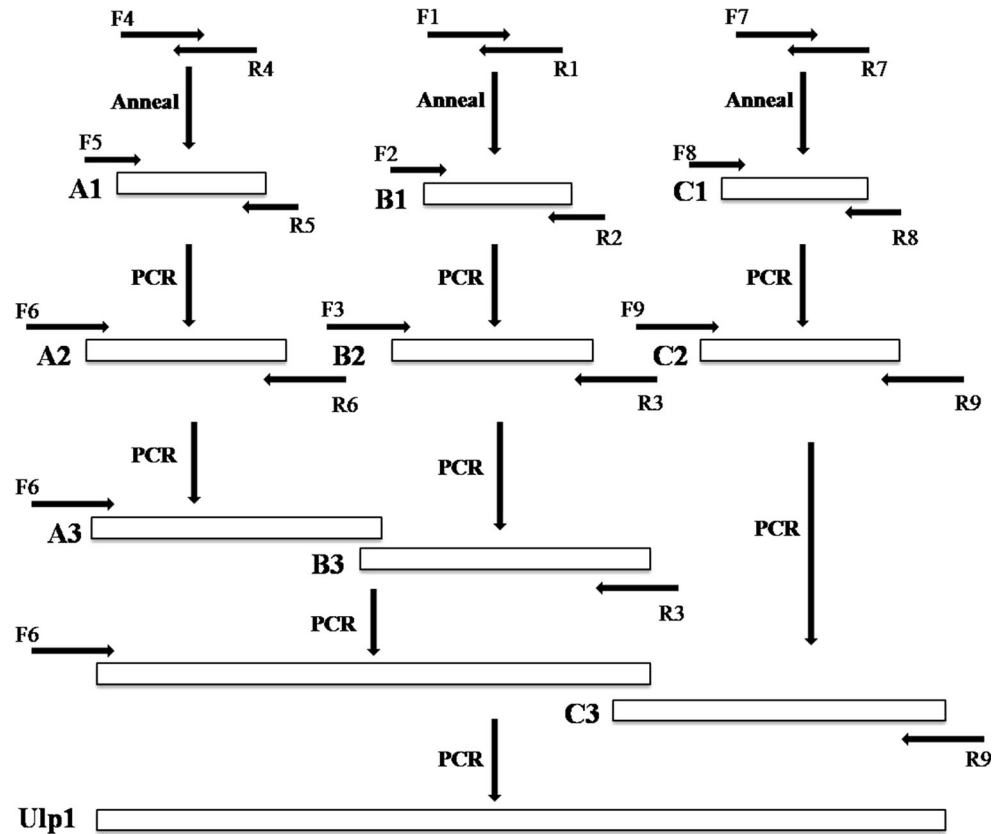 F4 F1 F7
R4 R1 R7
Anneal Anneal Anneal
F5 F2 F8
A1 B1 C1
R5 R2 R8
PCR PCR PCR
F6 F3 F9
A2 B2 C2
R6 R3 R9
PCR PCR
F6
A3 PCR
B3
R3
PCR
F6
C3
PCR R9
Ulp1